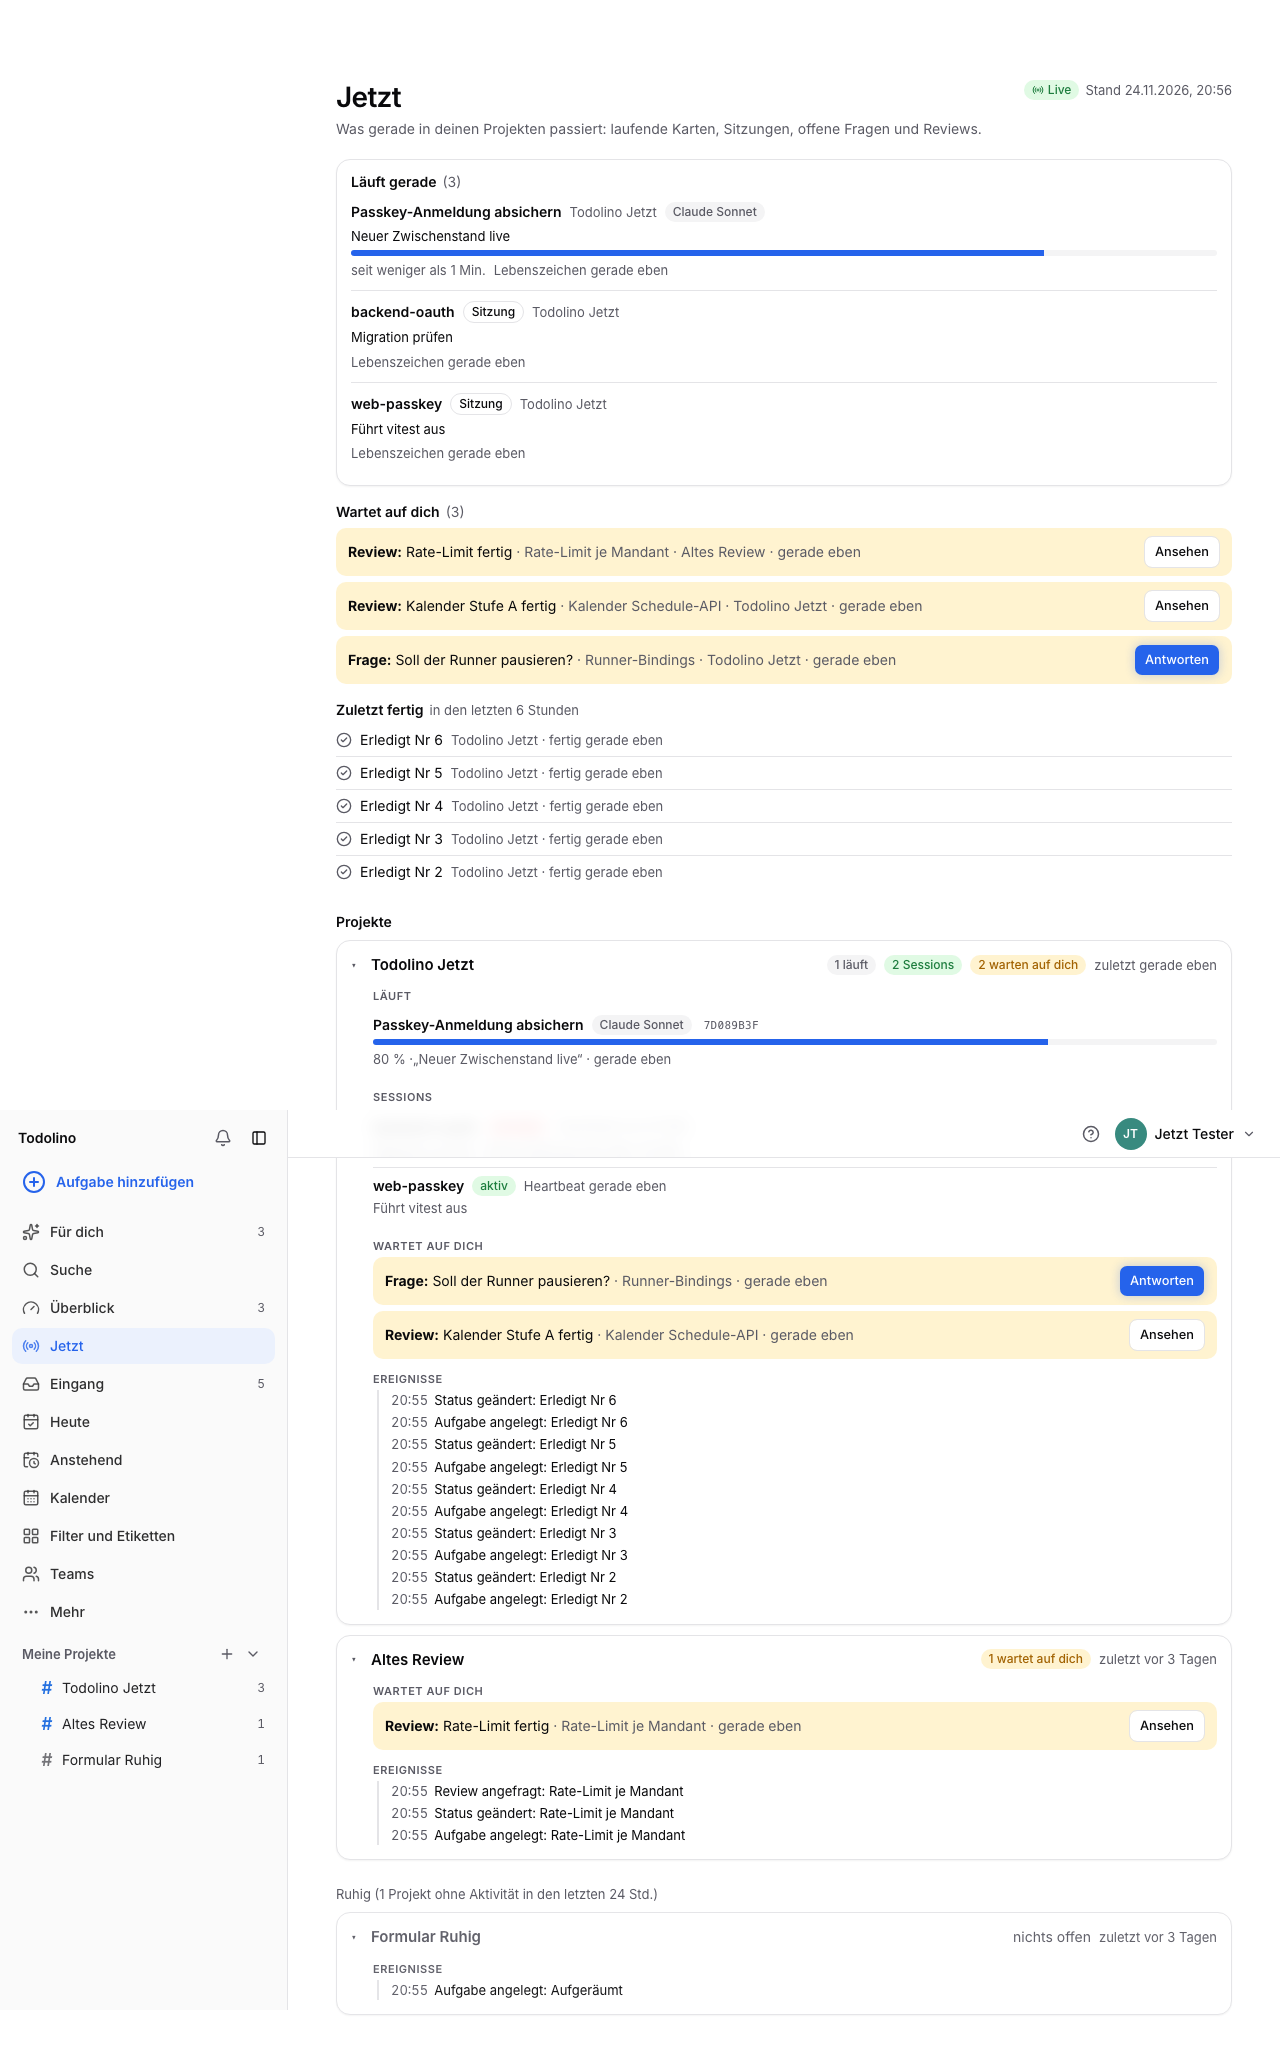 Jetzt
Live Stand 24.11.2026, 20:56
Was gerade in deinen Projekten passiert: laufende Karten, Sitzungen, offene Fragen und Reviews.
Läuft gerade (3)
Passkey-Anmeldung absichern Todolino Jetzt Claude Sonnet
Neuer Zwischenstand live
seit weniger als 1 Min. Lebenszeichen gerade eben
backend-oauth Sitzung Todolino Jetzt
Migration prüfen
Lebenszeichen gerade eben
web-passkey Sitzung Todolino Jetzt
Führt vitest aus
Lebenszeichen gerade eben
Wartet auf dich (3)
Review: Rate-Limit fertig · Rate-Limit je Mandant · Altes Review · gerade eben Ansehen
Review: Kalender Stufe A fertig · Kalender Schedule-API · Todolino Jetzt · gerade eben Ansehen
Frage: Soll der Runner pausieren? · Runner-Bindings · Todolino Jetzt · gerade eben Antworten
Zuletzt fertig in den letzten 6 Stunden
Erledigt Nr 6 Todolino Jetzt · fertig gerade eben
Erledigt Nr 5 Todolino Jetzt · fertig gerade eben
Erledigt Nr 4 Todolino Jetzt · fertig gerade eben
Erledigt Nr 3 Todolino Jetzt · fertig gerade eben
Erledigt Nr 2 Todolino Jetzt · fertig gerade eben
Projekte
Todolino Jetzt 1 läuft 2 Sessions 2 warten auf dich zuletzt gerade eben
LÄUFT
Passkey-Anmeldung absichern Claude Sonnet 7D089B3F
80 % ·„Neuer Zwischenstand live“ · gerade eben
SESSIONS
web-passkey aktiv Heartbeat gerade eben
Führt vitest aus
WARTET AUF DICH
Frage: Soll der Runner pausieren? · Runner-Bindings · gerade eben Antworten
Review: Kalender Stufe A fertig · Kalender Schedule-API · gerade eben Ansehen
EREIGNISSE
20:55 Status geändert: Erledigt Nr 6
20:55 Aufgabe angelegt: Erledigt Nr 6
20:55 Status geändert: Erledigt Nr 5
20:55 Aufgabe angelegt: Erledigt Nr 5
20:55 Status geändert: Erledigt Nr 4
20:55 Aufgabe angelegt: Erledigt Nr 4
20:55 Status geändert: Erledigt Nr 3
20:55 Aufgabe angelegt: Erledigt Nr 3
20:55 Status geändert: Erledigt Nr 2
20:55 Aufgabe angelegt: Erledigt Nr 2
Altes Review 1 wartet auf dich zuletzt vor 3 Tagen
WARTET AUF DICH
Review: Rate-Limit fertig · Rate-Limit je Mandant · gerade eben Ansehen
EREIGNISSE
20:55 Review angefragt: Rate-Limit je Mandant
20:55 Status geändert: Rate-Limit je Mandant
20:55 Aufgabe angelegt: Rate-Limit je Mandant
Ruhig (1 Projekt ohne Aktivität in den letzten 24 Std.)
Formular Ruhig nichts offen zuletzt vor 3 Tagen
EREIGNISSE
20:55 Aufgabe angelegt: Aufgeräumt
Todolino
Aufgabe hinzufügen
Für dich 3
Suche
Überblick 3
Jetzt
Eingang 5
Heute
Anstehend
Kalender
Filter und Etiketten
Teams
Mehr
Meine Projekte
# Todolino Jetzt 3
# Altes Review 1
# Formular Ruhig 1
JT Jetzt Tester